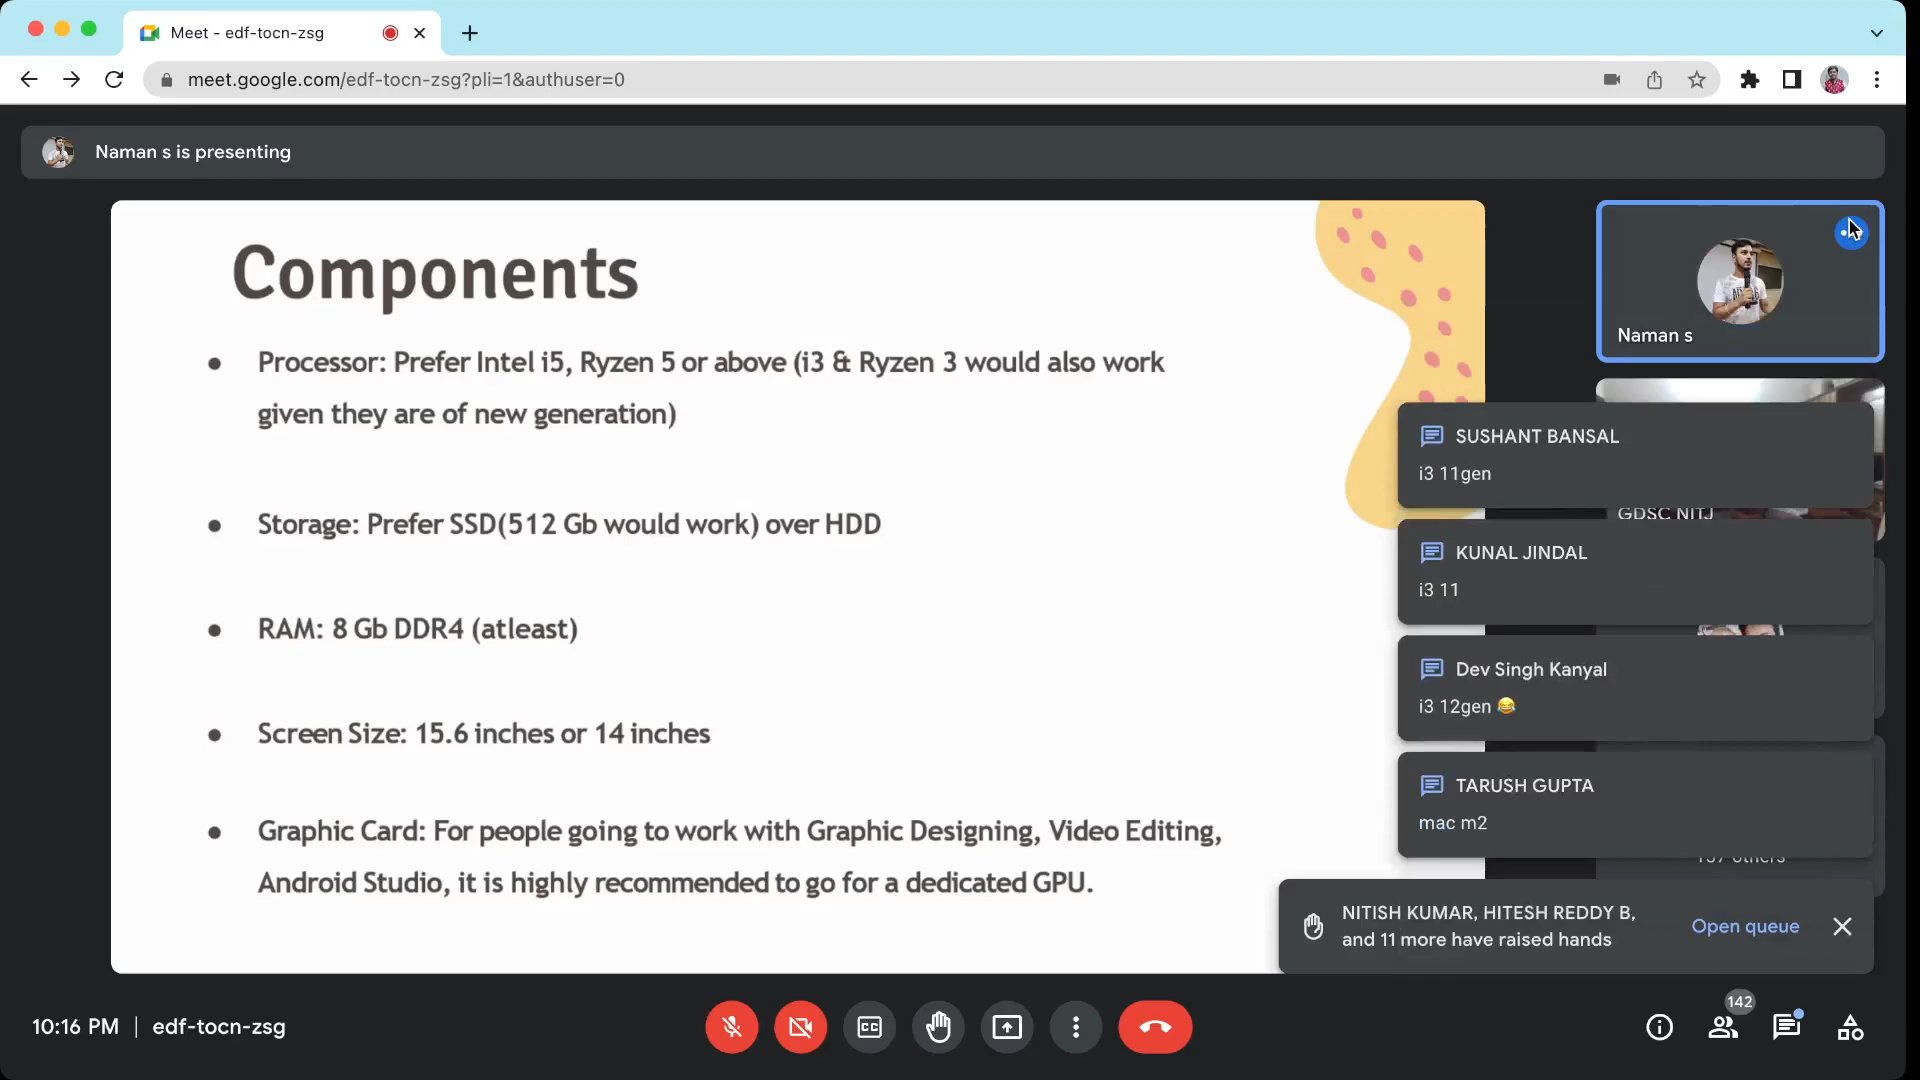 Meet - edf-tocn-zsg
meet.google.com/edf-tocn-zsg?pli=1&authuser=0
Naman s is presenting
Components
• Processor: Prefer Intel i5, Ryzen 5 or above (i3 & Ryzen 3 would also work
given they are of new generation)
• Storage: Prefer SSD(512 Gb would work) over HDD
• RAM: 8 Gb DDR4 (atleast)
• Screen Size: 15.6 inches or 14 inches
• Graphic Card: For people going to work with Graphic Designing, Video Editing,
Android Studio, it is highly recommended to go for a dedicated GPU.
Naman s
SUSHANT BANSAL
i3 11gen
GDSC NITJ
KUNAL JINDAL
i3 11
Dev Singh Kanyal
i3 12gen 😂
TARUSH GUPTA
mac m2
137 others
NITISH KUMAR, HITESH REDDY B,
and 11 more have raised hands
Open queue
10:16 PM | edf-tocn-zsg
CC
142